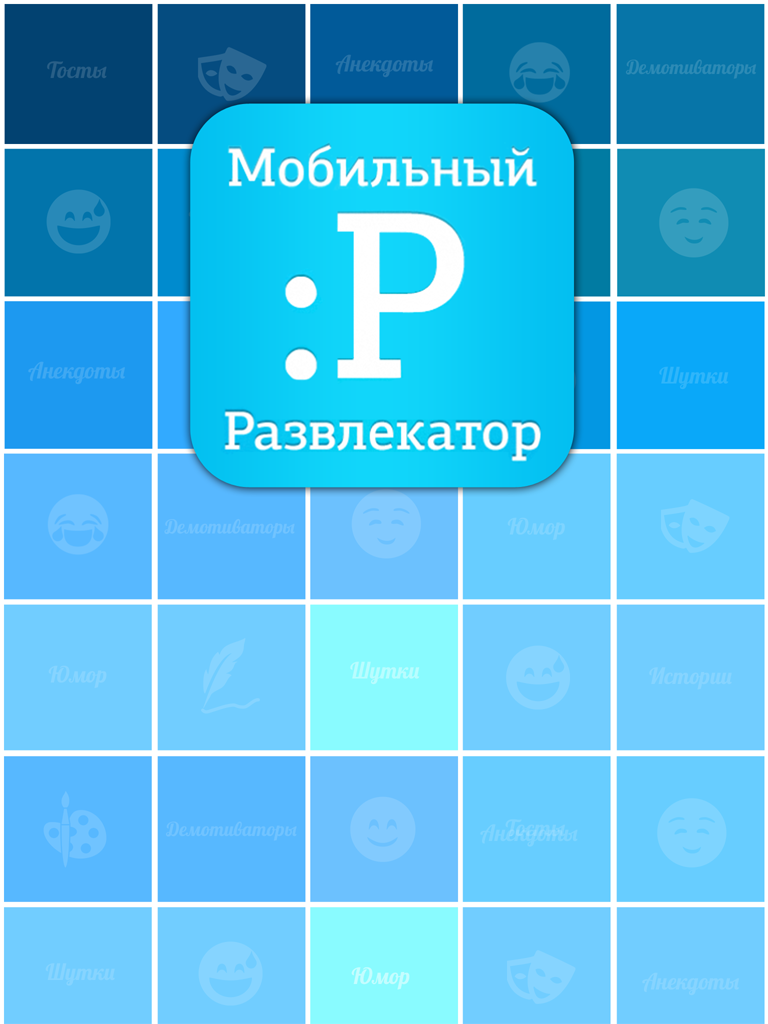 Тосты
Анекдоты
Демотиваторы
Мобильный
:P
Развлекатор
Анекдоты
Шутки
Демотиваторы
Юмор
Юмор
Шутки
Истории
Демотиваторы
Тосты
Анекдоты
Шутки
Юмор
Анекдоты